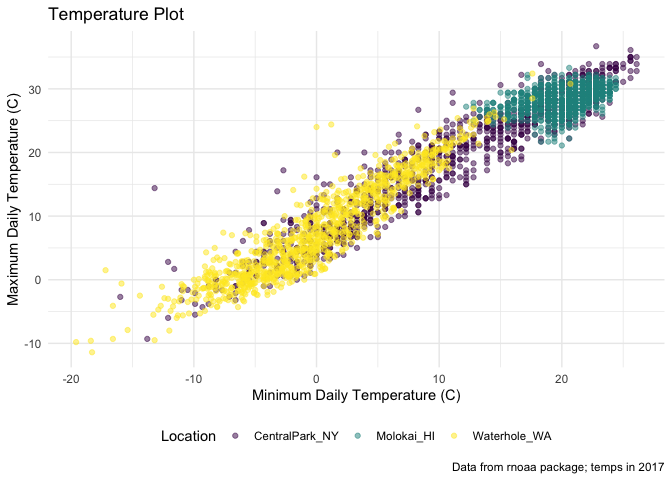 Temperature Plot
Maximum Daily Temperature (C)
30
20
10
0
-10
-20
-10
0
10
20
Minimum Daily Temperature (C)
Location CentralPark_NY Molokai_HI Waterhole_WA
Data from rnoaa package; temps in 2017